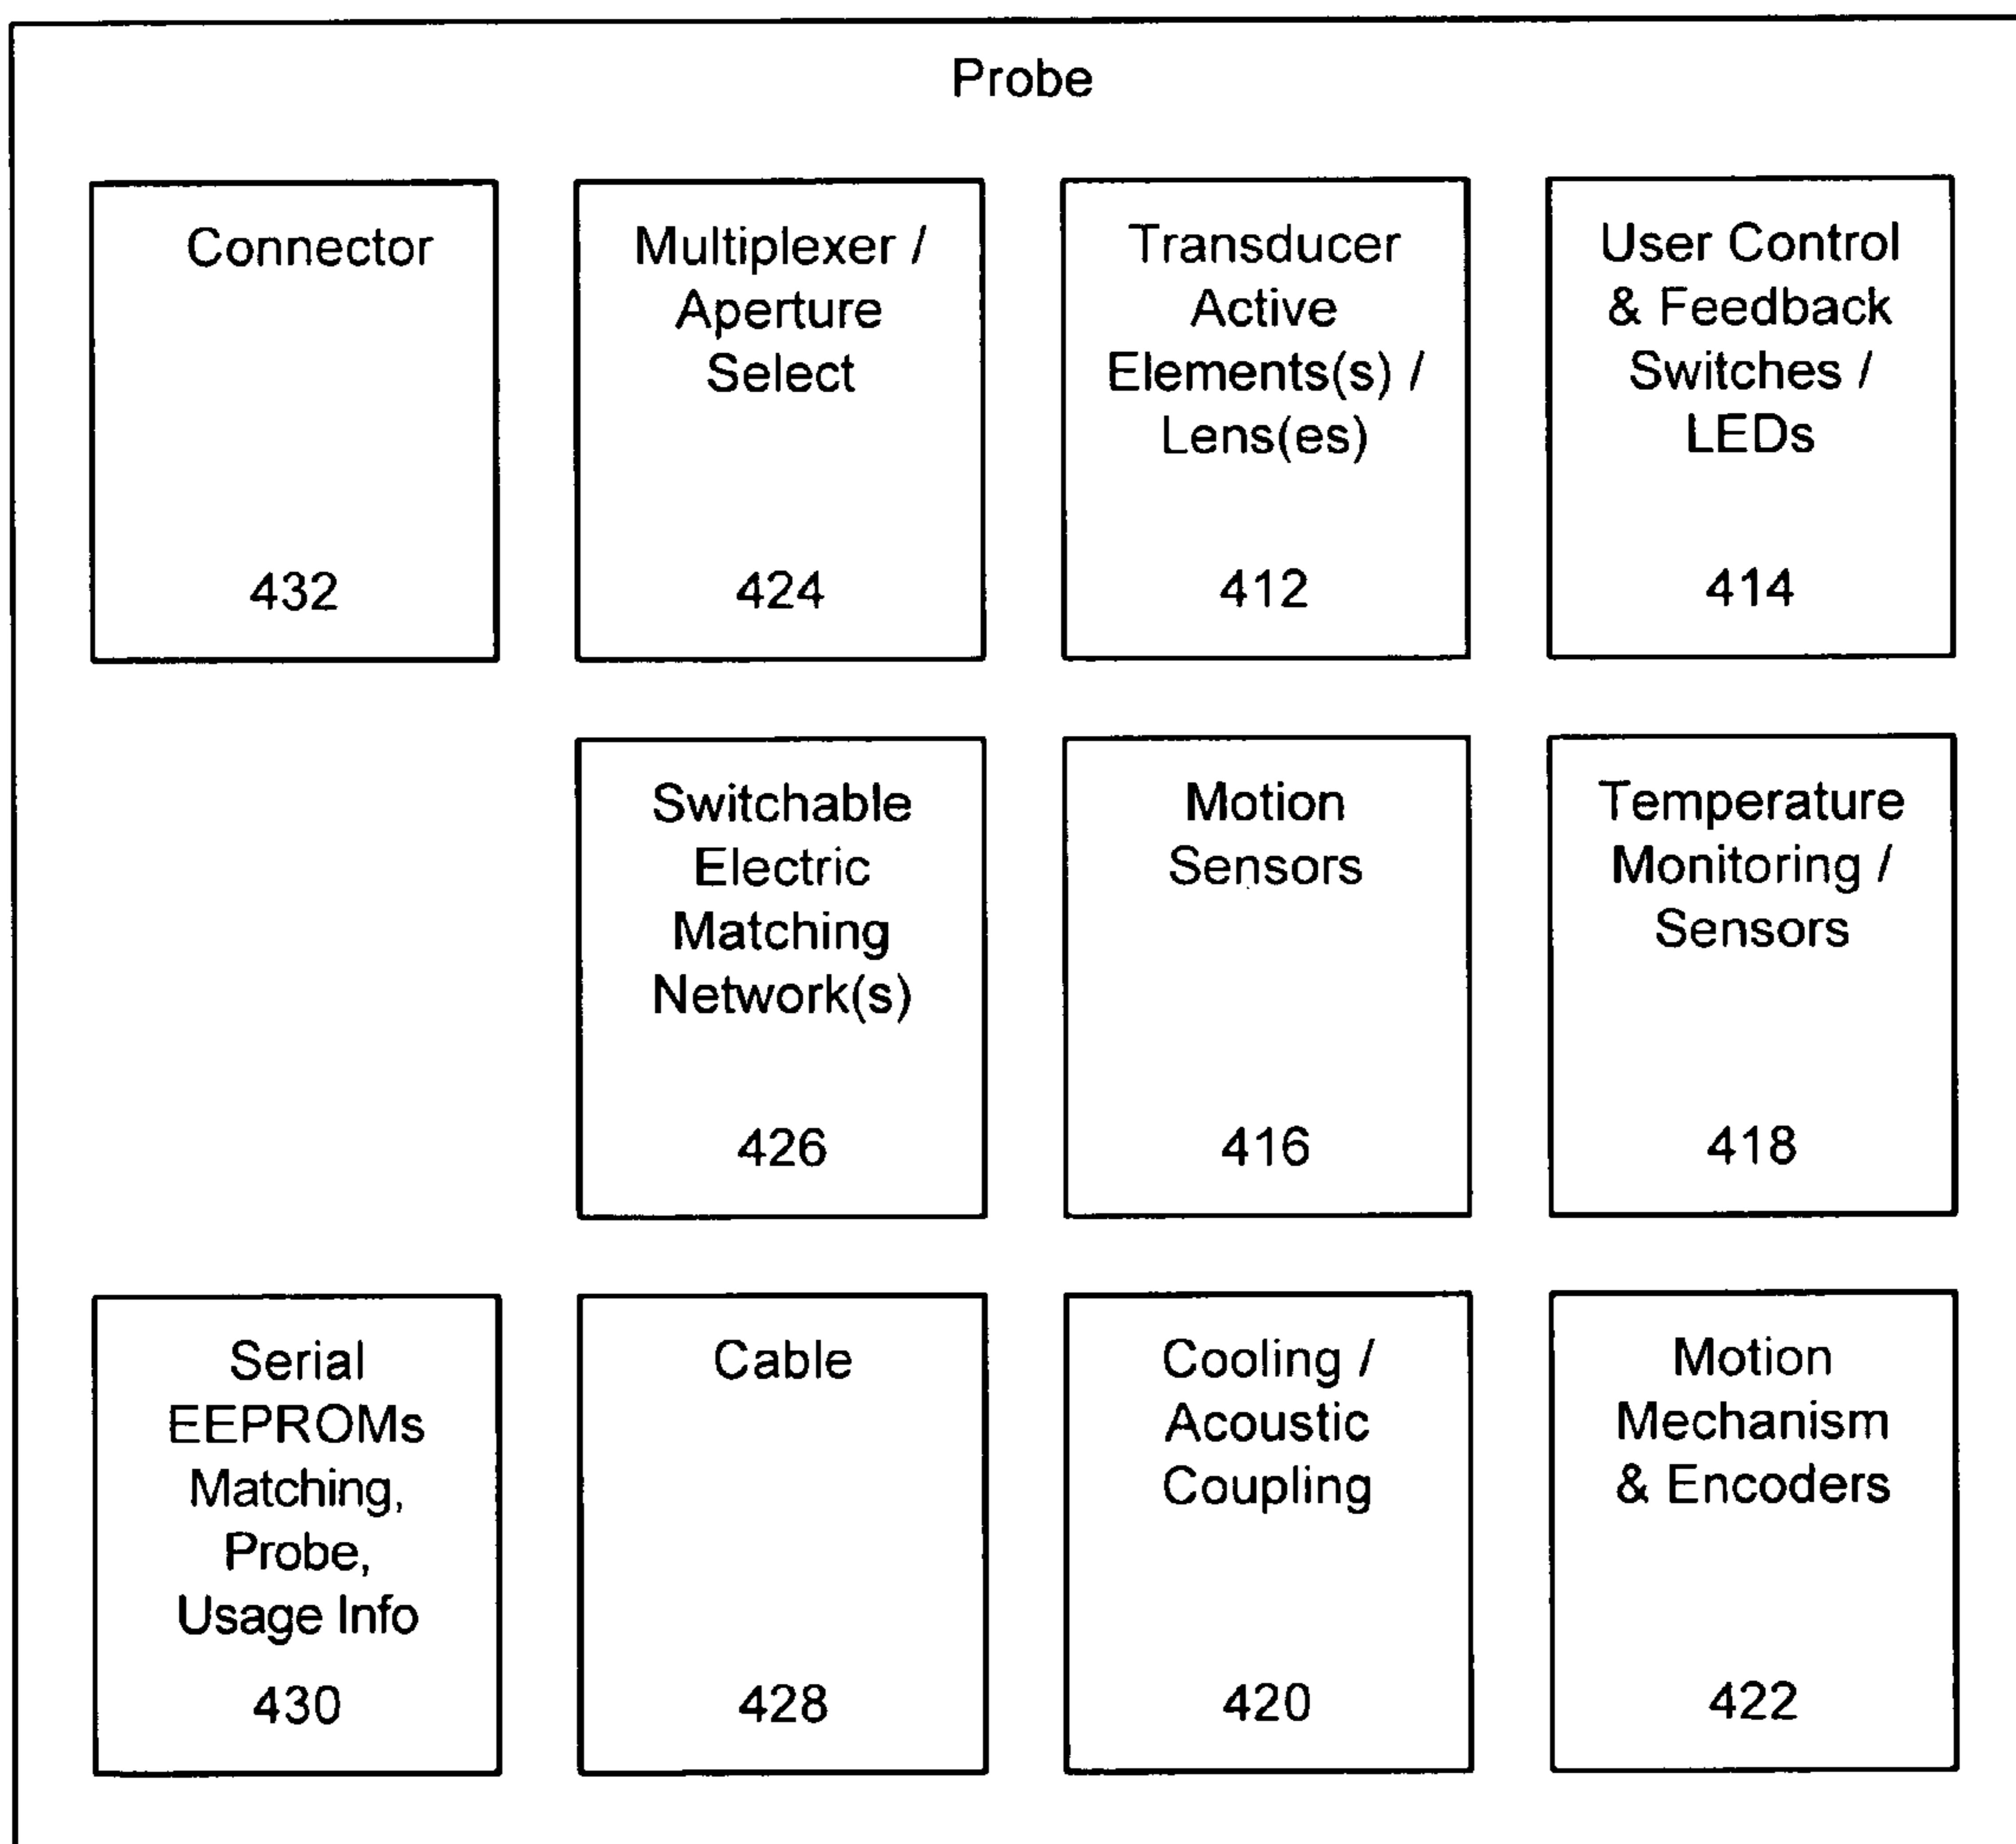 Probe
Connector
432
Multiplexer /
Aperture
Select
424
Transducer
Active
Elements(s) /
Lens(es)
412
User Control
& Feedback
Switches /
LEDs
414
Switchable
Electric
Matching
Network(s)
426
Motion
Sensors
416
Temperature
Monitoring /
Sensors
418
Serial
EEPROMs
Matching,
Probe,
Usage Info
430
Cable
428
Cooling /
Acoustic
Coupling
420
Motion
Mechanism
& Encoders
422